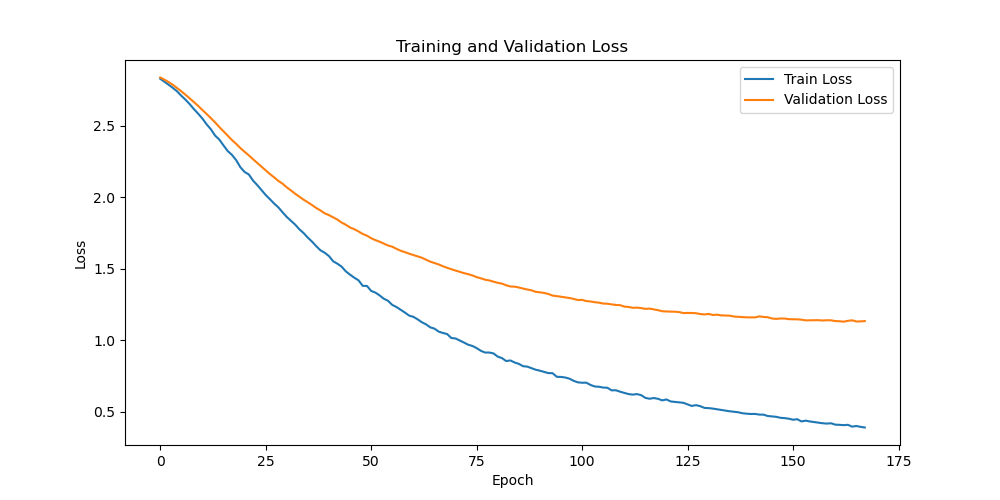 Training and Validation Loss
Train Loss
Validation Loss
2.5
2.0
1.5
1.0
0.5
Loss
0 25 50 75 100 125 150 175
Epoch